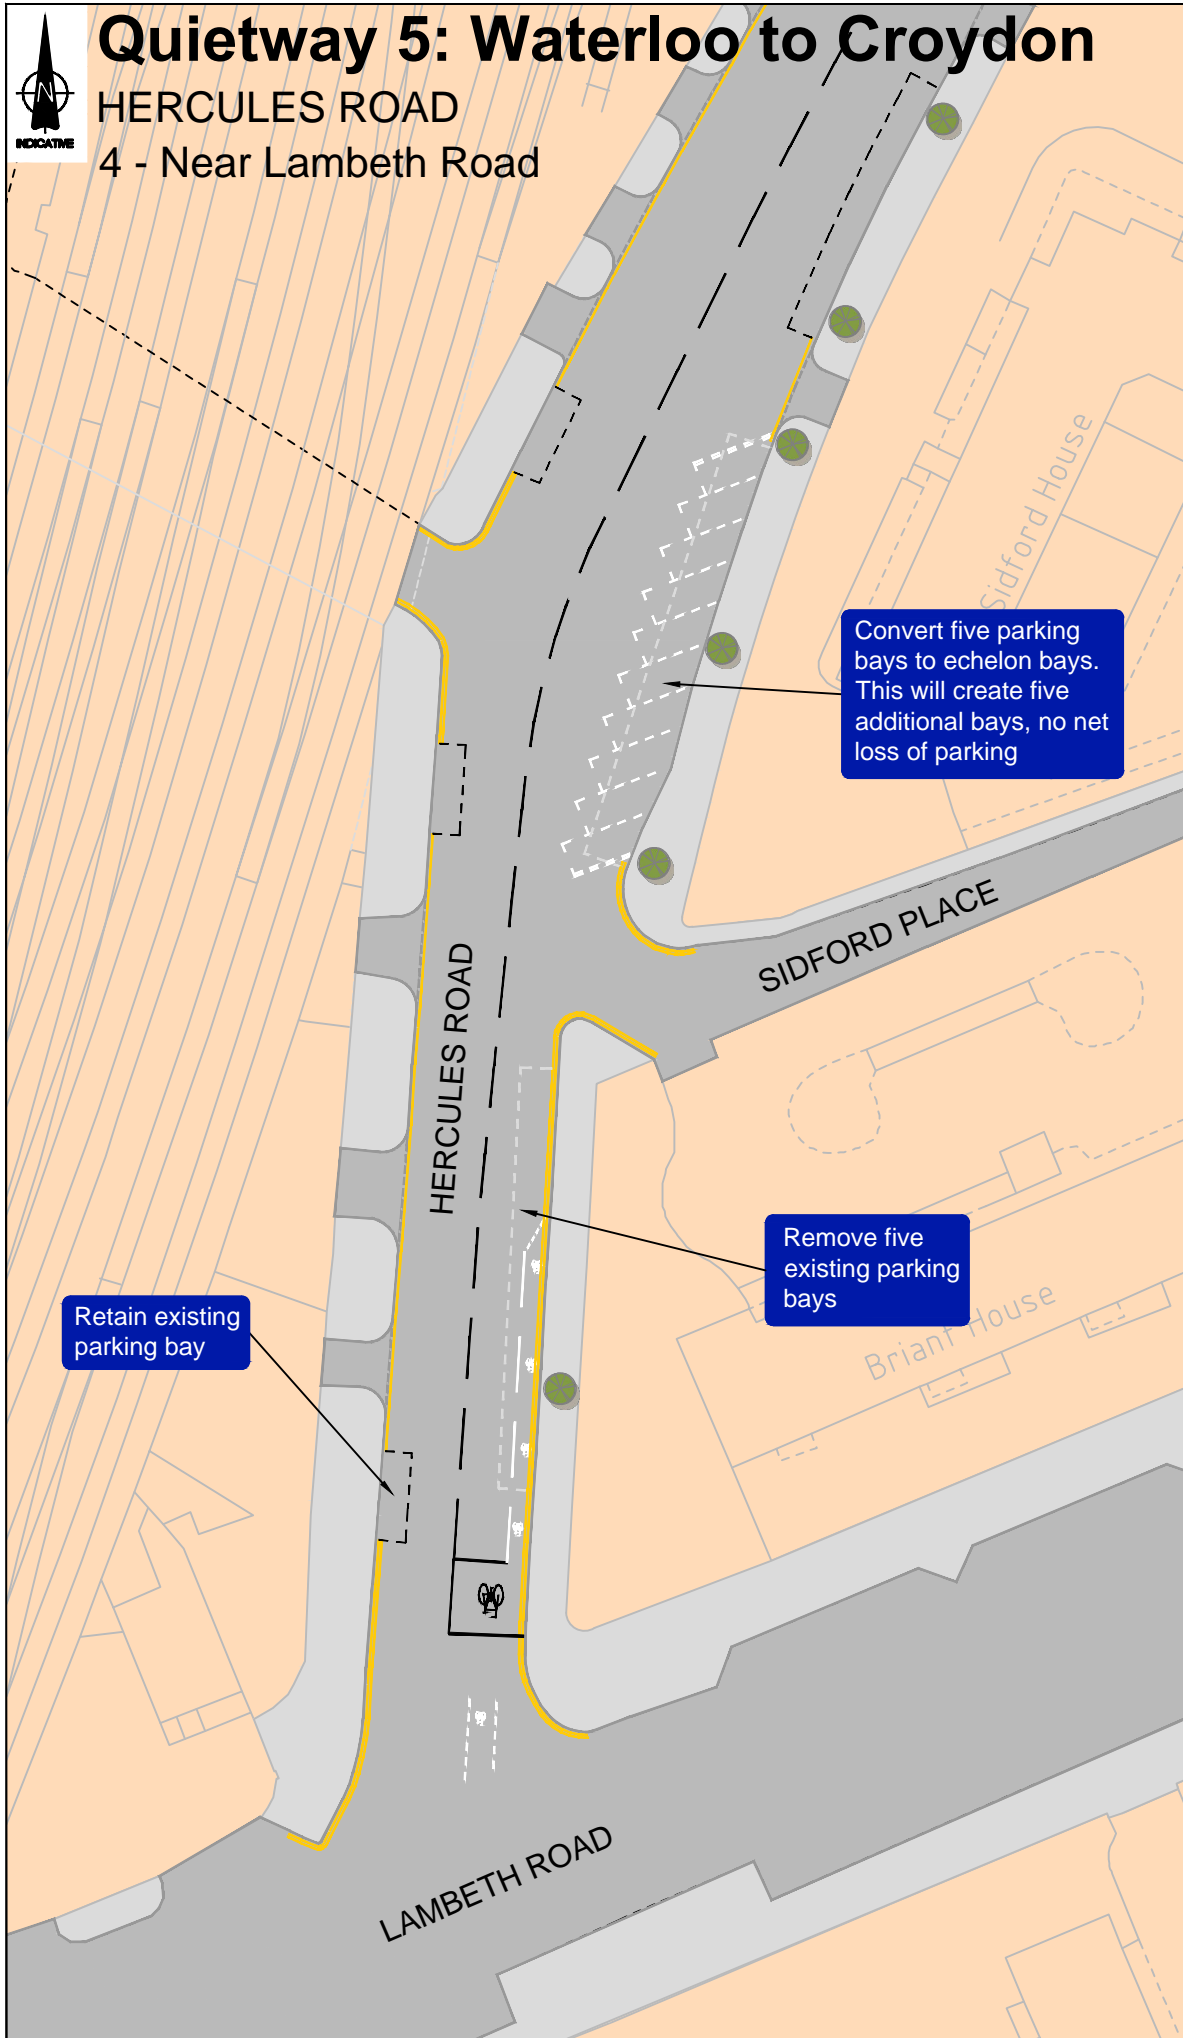 Quietway 5: Waterloo to Croydon
N
INDICATIVE
HERCULES ROAD
4 - Near Lambeth Road
Sidford House
Convert five parking
bays to echelon bays.
This will create five
additional bays, no net
loss of parking
SIDFORD PLACE
HERCULES ROAD
Remove five
existing parking
bays
Briant House
Retain existing
parking bay
LAMBETH ROAD